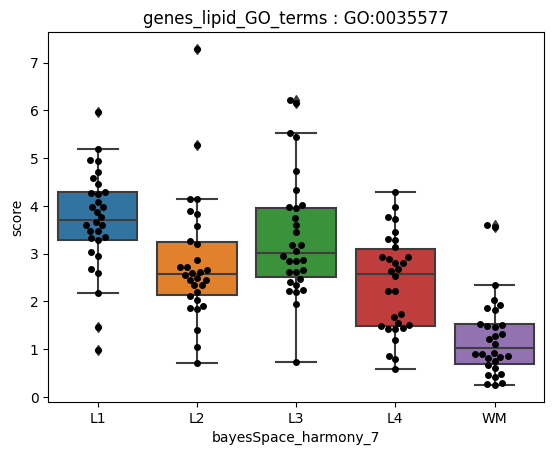 genes_lipid_GO_terms : GO:0035577
7
6
5
4
3
2
1
0
score
L1 L2 L3 L4 WM
bayesSpace_harmony_7